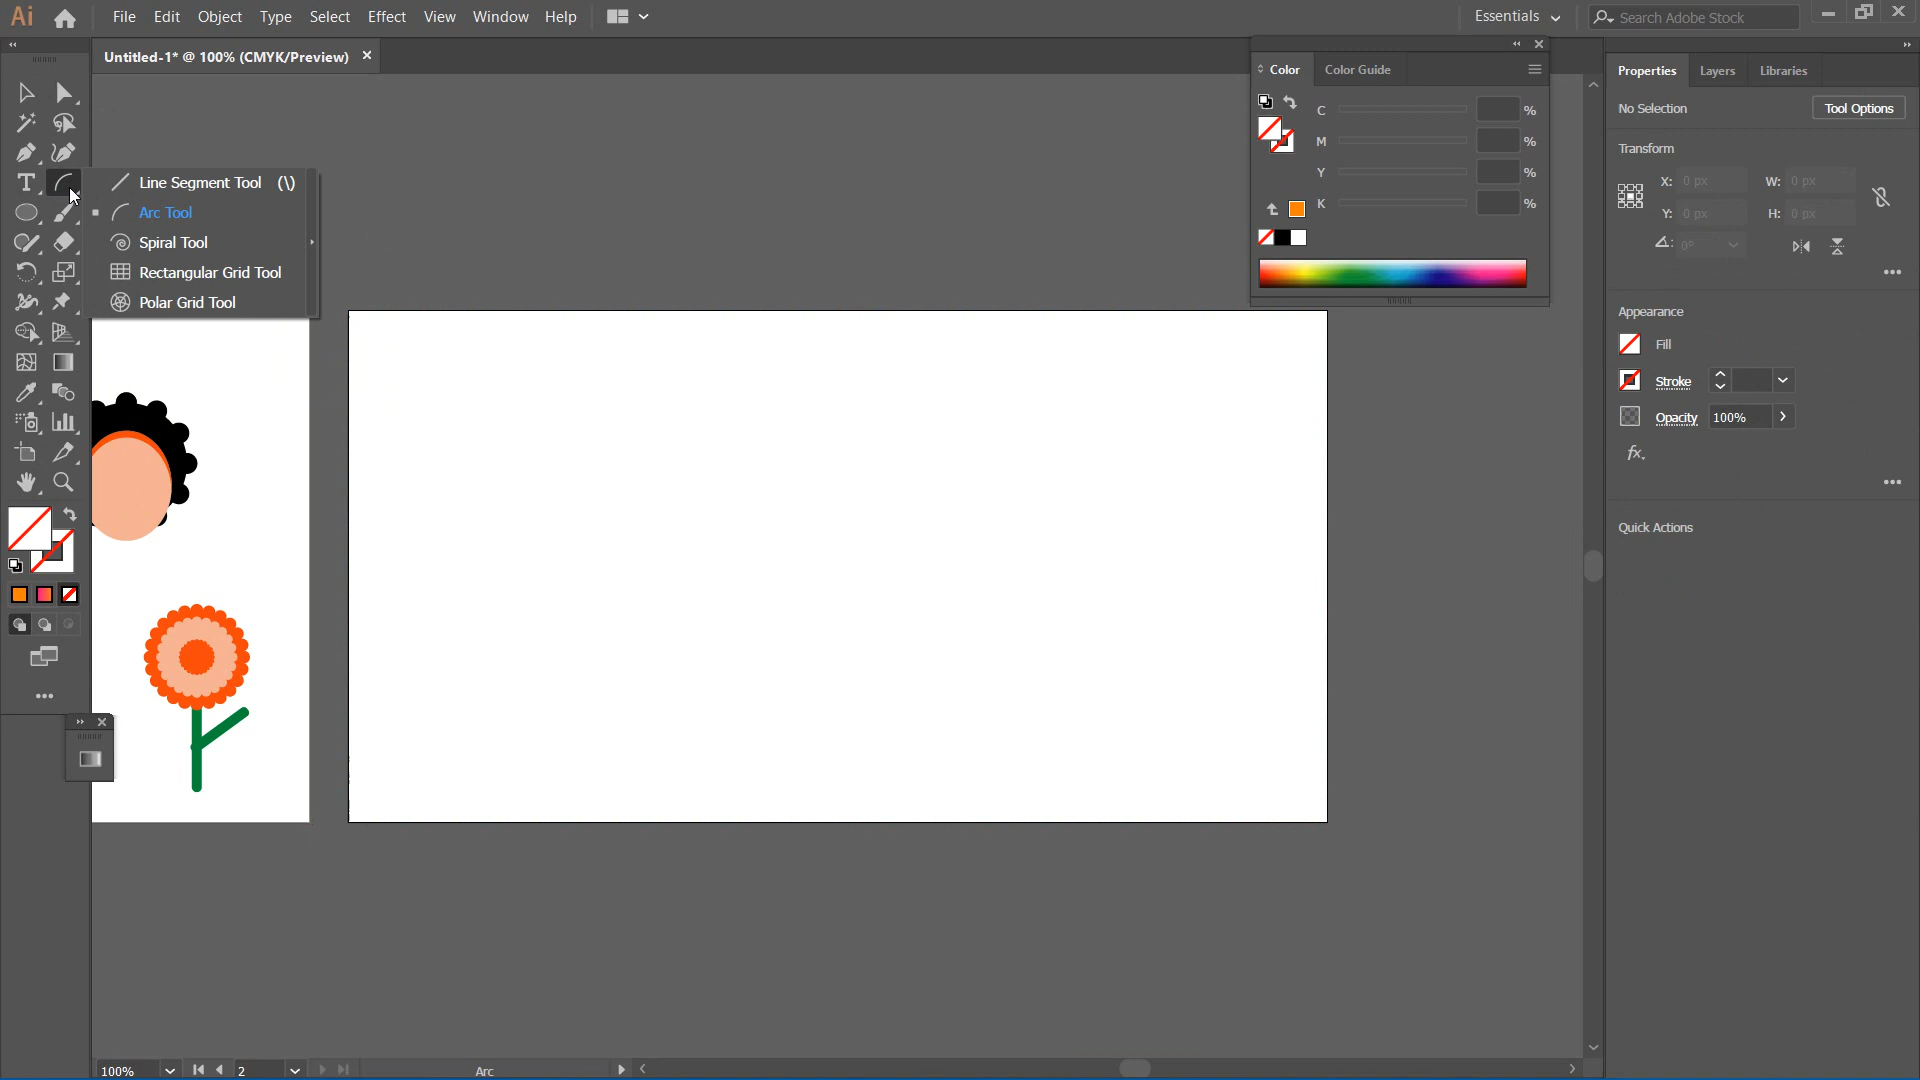 Ai File Edit Object Type Select Effect View Window Help Essentials Search Adobe Stock
Untitled-1* @ 100% (CMYK/Preview)
Color Color Guide
Properties Layers Libraries
C %
M %
Y %
K %
No Selection Tool Options
Transform
X: 0 px W: 0 px
Y: 0 px H: 0 px
0°
Appearance
Fill
Stroke
Opacity 100%
fx.
Quick Actions
T
Line Segment Tool (\)
Arc Tool
Spiral Tool
Rectangular Grid Tool
Polar Grid Tool
100% 2 Arc